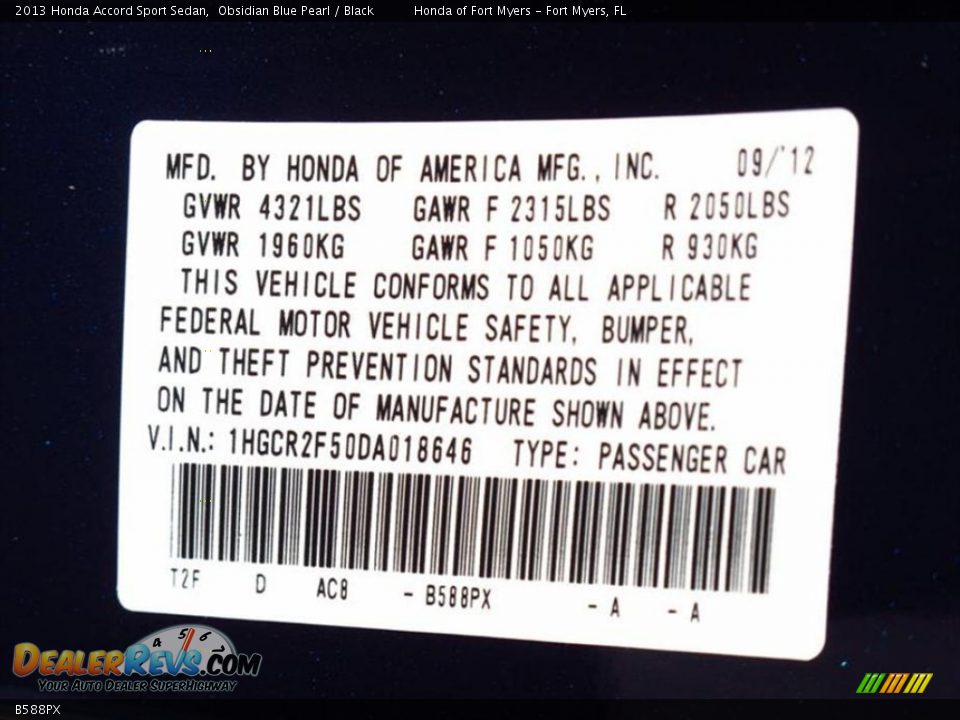 2013 Honda Accord Sport Sedan, Obsidian Blue Pearl / Black Honda of Fort Myers - Fort Myers, FL
MFD. BY HONDA OF AMERICA MFG., INC. 09/'12
GVWR 4321LBS GAWR F 2315LBS R 2050LBS
GVWR 1960KG GAWR F 1050KG R 930KG
THIS VEHICLE CONFORMS TO ALL APPLICABLE
FEDERAL MOTOR VEHICLE SAFETY, BUMPER,
AND THEFT PREVENTION STANDARDS IN EFFECT
ON THE DATE OF MANUFACTURE SHOWN ABOVE.
V.I.N.: 1HGCR2F50DA018646 TYPE: PASSENGER CAR
T2F D AC8 - B588PX - A - A
4 5 6
DEALERREVS.COM
YOUR AUTO DEALER SUPERHIGHWAY
B588PX